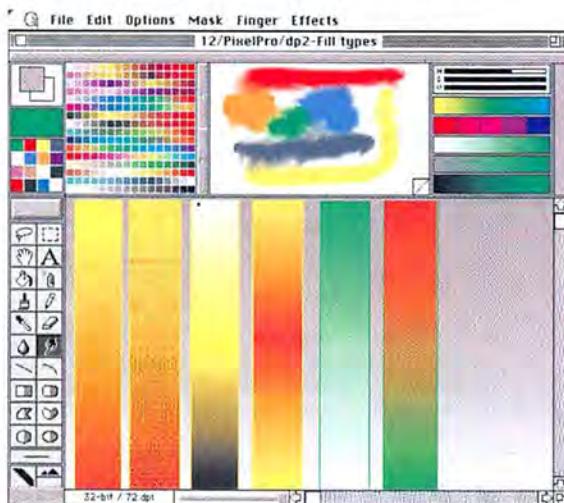 File Edit Options Mask Finger Effects
12/PixelPro/dp2-Fill types
A
32-bit / 72 dpi